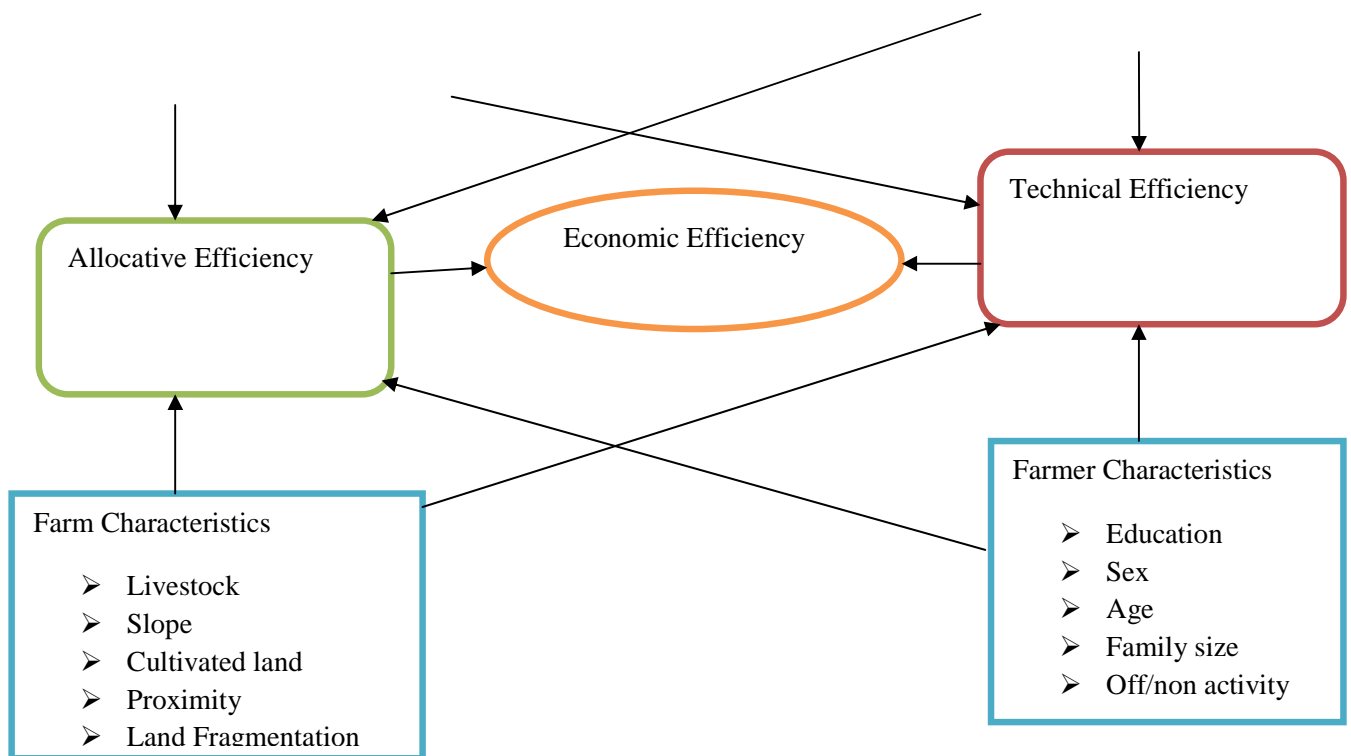 Technical Efficiency
Economic Efficiency
Allocative Efficiency
Farm Characteristics
➢ Livestock
➢ Slope
➢ Cultivated land
➢ Proximity
➢ Land Fragmentation
Farmer Characteristics
➢ Education
➢ Sex
➢ Age
➢ Family size
➢ Off/non activity